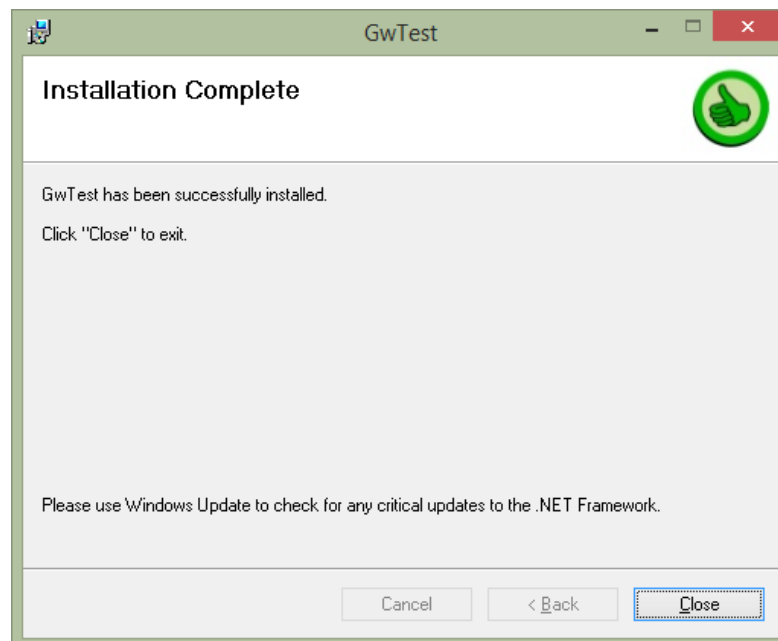 GwTest
Installation Complete
GwTest has been successfully installed.
Click "Close" to exit.
Please use Windows Update to check for any critical updates to the .NET Framework.
Cancel
< Back
Close